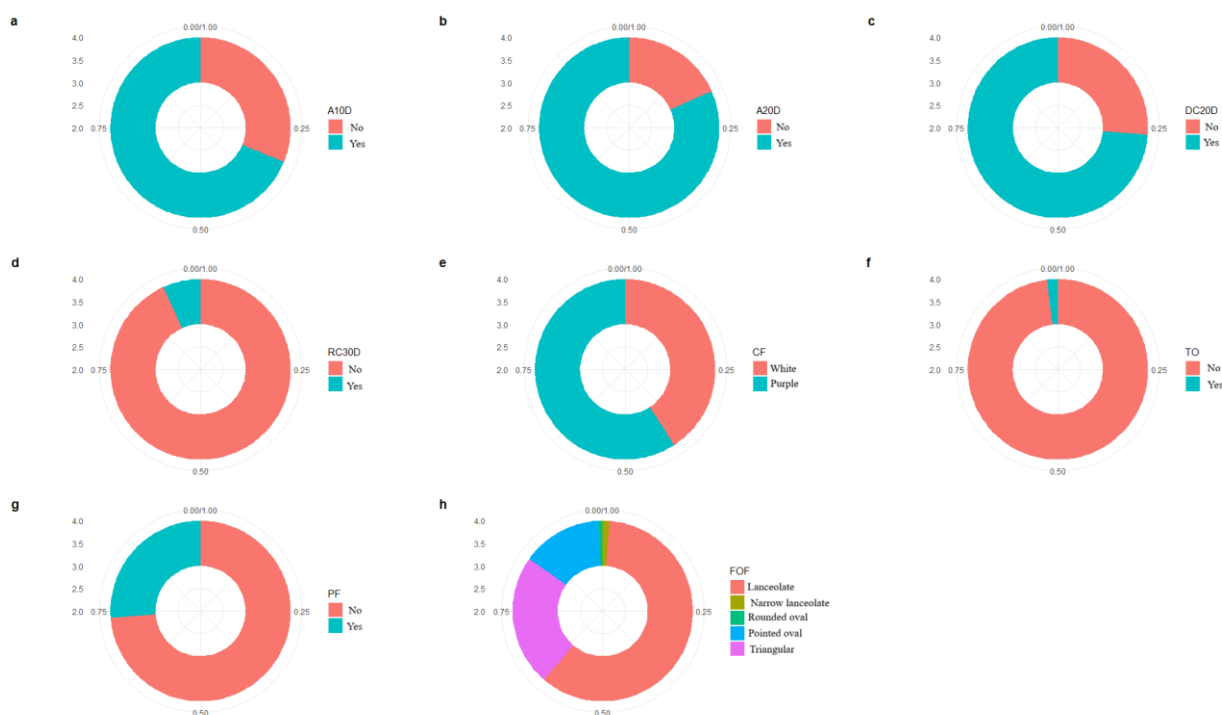 a
0.00/1.00
4.0
3.5
3.0
2.5
2.0
0.75
0.25
0.50
A10D
No
Yes
b
0.00/1.00
4.0
3.5
3.0
2.5
2.0
0.75
0.25
0.50
A20D
No
Yes
c
0.00/1.00
4.0
3.5
3.0
2.5
2.0
0.75
0.25
0.50
DC20D
No
Yes
d
0.00/1.00
4.0
3.5
3.0
2.5
2.0
0.75
0.25
0.50
RC30D
No
Yes
e
0.00/1.00
4.0
3.5
3.0
2.5
2.0
0.75
0.25
0.50
CF
White
Purple
f
0.00/1.00
4.0
3.5
3.0
2.5
2.0
0.75
0.25
0.50
TO
No
Yes
g
0.00/1.00
4.0
3.5
3.0
2.5
2.0
0.75
0.25
0.50
PF
No
Yes
h
0.00/1.00
4.0
3.5
3.0
2.5
2.0
0.75
0.25
0.50
FOF
Lanceolate
Narrow lanceolate
Rounded oval
Pointed oval
Triangular